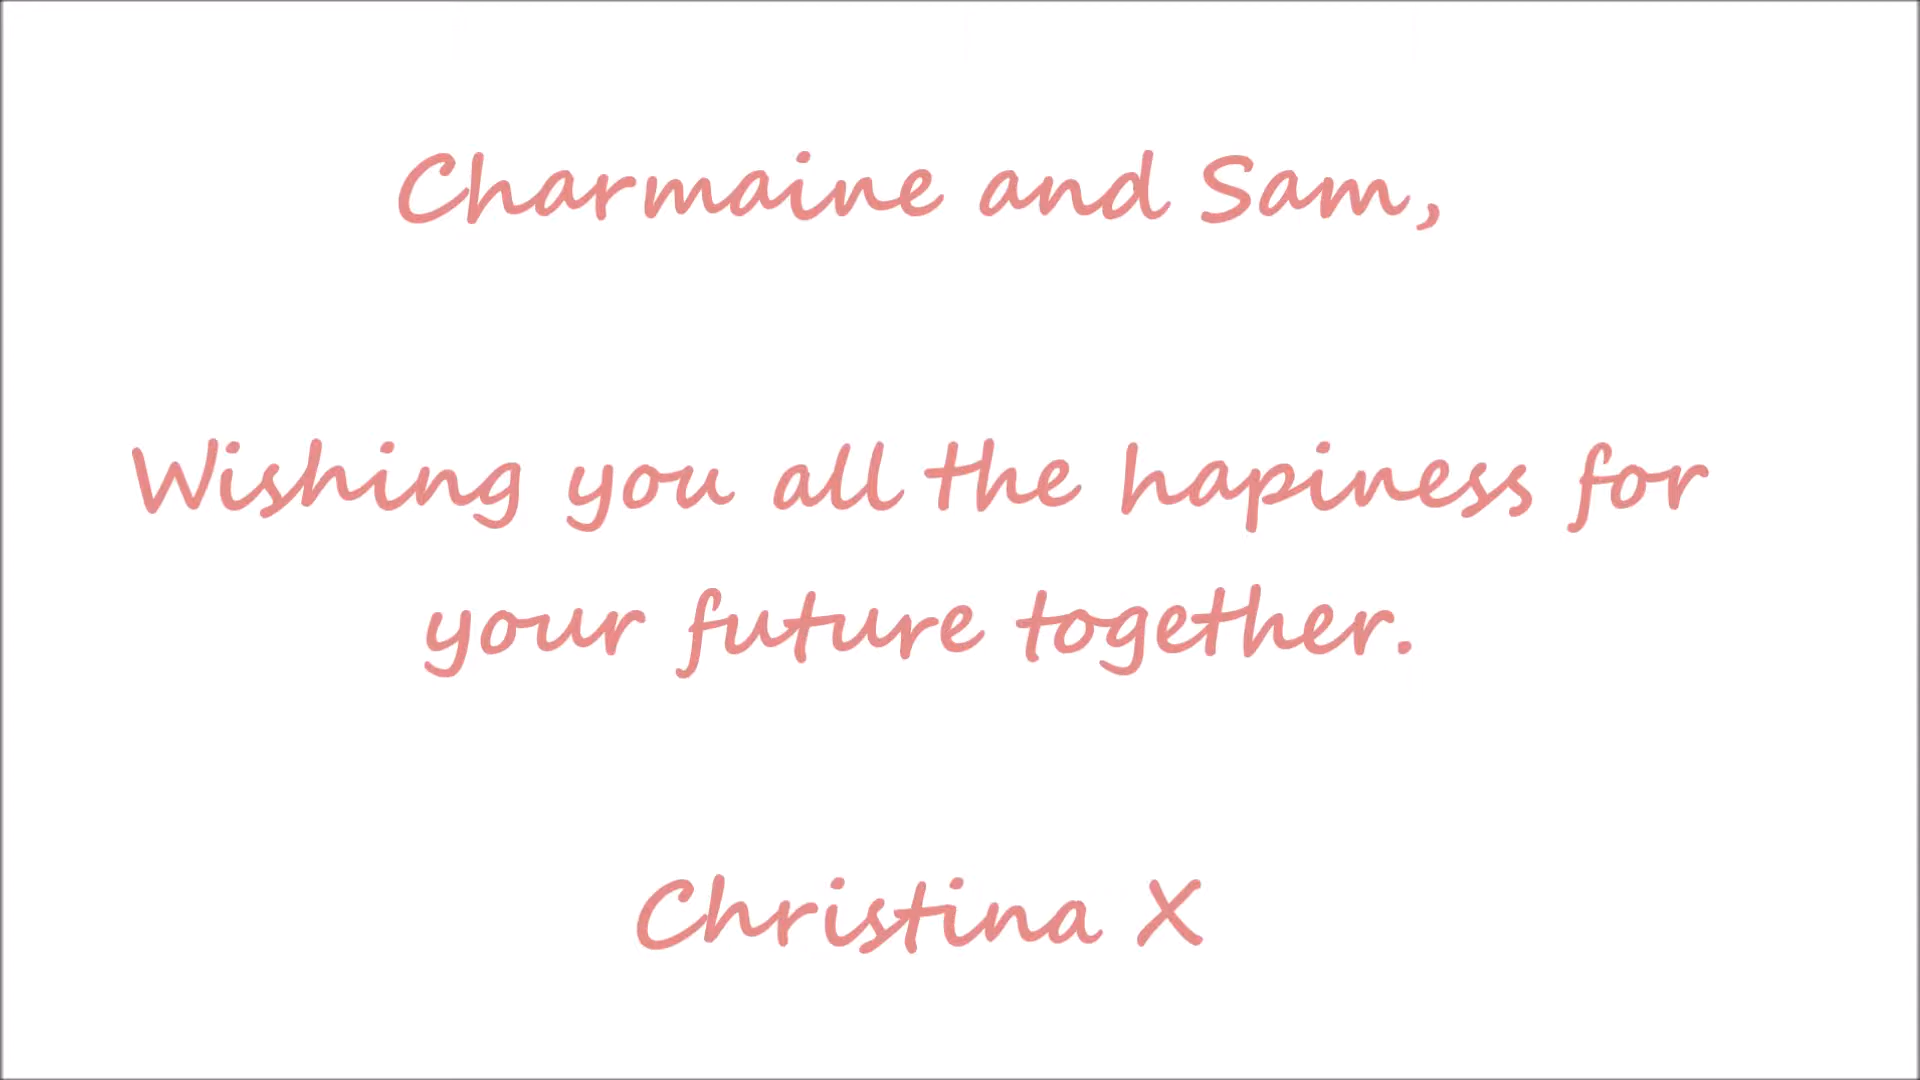 Charmaine and Sam,
Wishing you all the hapiness for
your future together.
Christina X